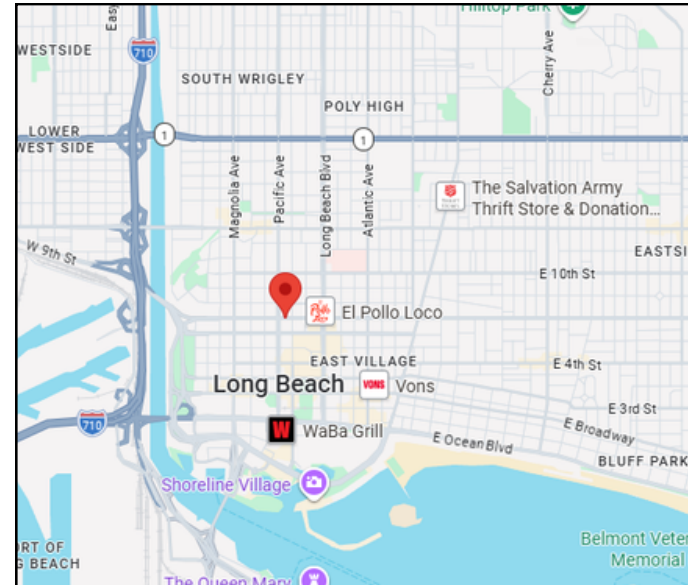 Hilltop Park
Easy
WESTSIDE
710
SOUTH WRIGLEY
Cherry Ave
POLY HIGH
LOWER
WEST SIDE
1
1
Magnolia Ave
Pacific Ave
Long Beach Blvd
Atlantic Ave
The Salvation Army
Thrift Store & Donation...
W 9th St
EASTSI
E 10th St
El Pollo Loco
EAST VILLAGE
E 4th St
Long Beach
VONS
Vons
E 3rd St
710
W
WaBa Grill
E Broadway
E Ocean Blvd
BLUFF PARK
Shoreline Village
ORT OF
G BEACH
Belmont Veter
Memorial
The Queen Mary